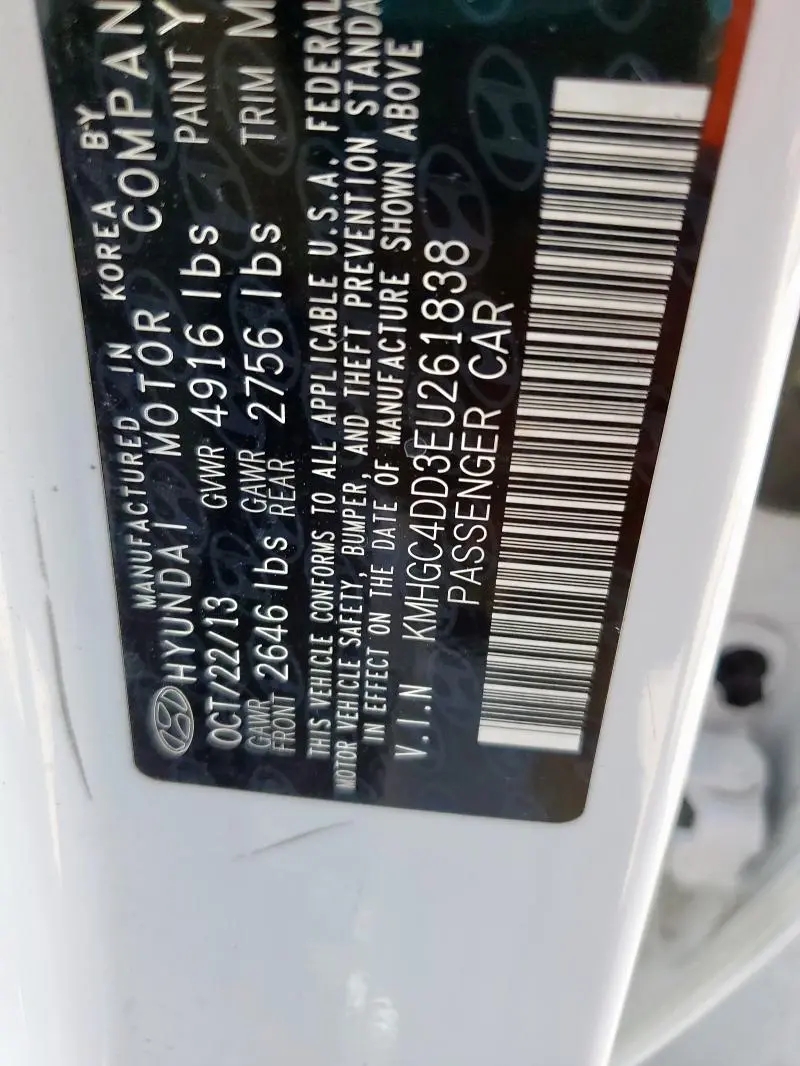 MANUFACTURED IN KOREA BY
HYUNDAI MOTOR COMPAN
OCT/22/13 GVWR 4916 lbs PAINT Y
GAWR FRONT 2646 lbs GAWR REAR 2756 lbs TRIM M
THIS VEHICLE CONFORMS TO ALL APPLICABLE U.S.A. FEDERAL
MOTOR VEHICLE SAFETY, BUMPER, AND THEFT PREVENTION STANDA
IN EFFECT ON THE DATE OF MANUFACTURE SHOWN ABOVE
V.I.N KMHGC4DD3EU261838
PASSENGER CAR